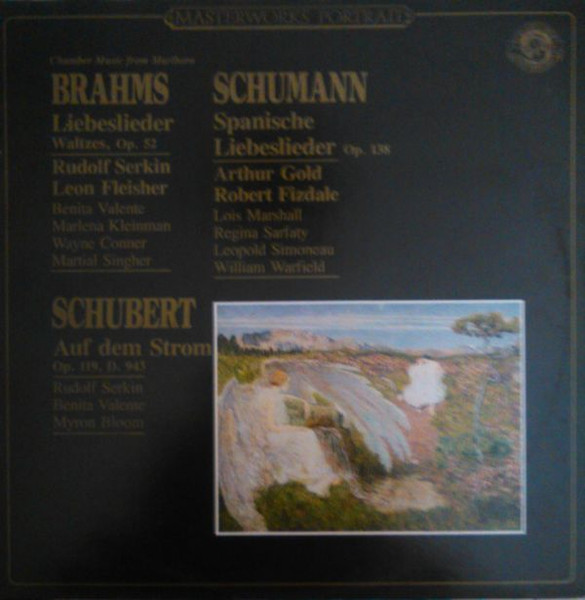 MASTERWORKS PORTRAIT
Chamber Music from Marlboro
BRAHMS
Liebeslieder
Waltzes, Op. 52
Rudolf Serkin
Leon Fleisher
Benita Valente
Marlena Kleinman
Wayne Conner
Martial Singher
SCHUMANN
Spanische
Liebeslieder Op. 138
Arthur Gold
Robert Fizdale
Lois Marshall
Regina Sarfaty
Leopold Simoneau
William Warfield
SCHUBERT
Auf dem Strom
Op. 119, D. 943
Rudolf Serkin
Benita Valente
Myron Bloom